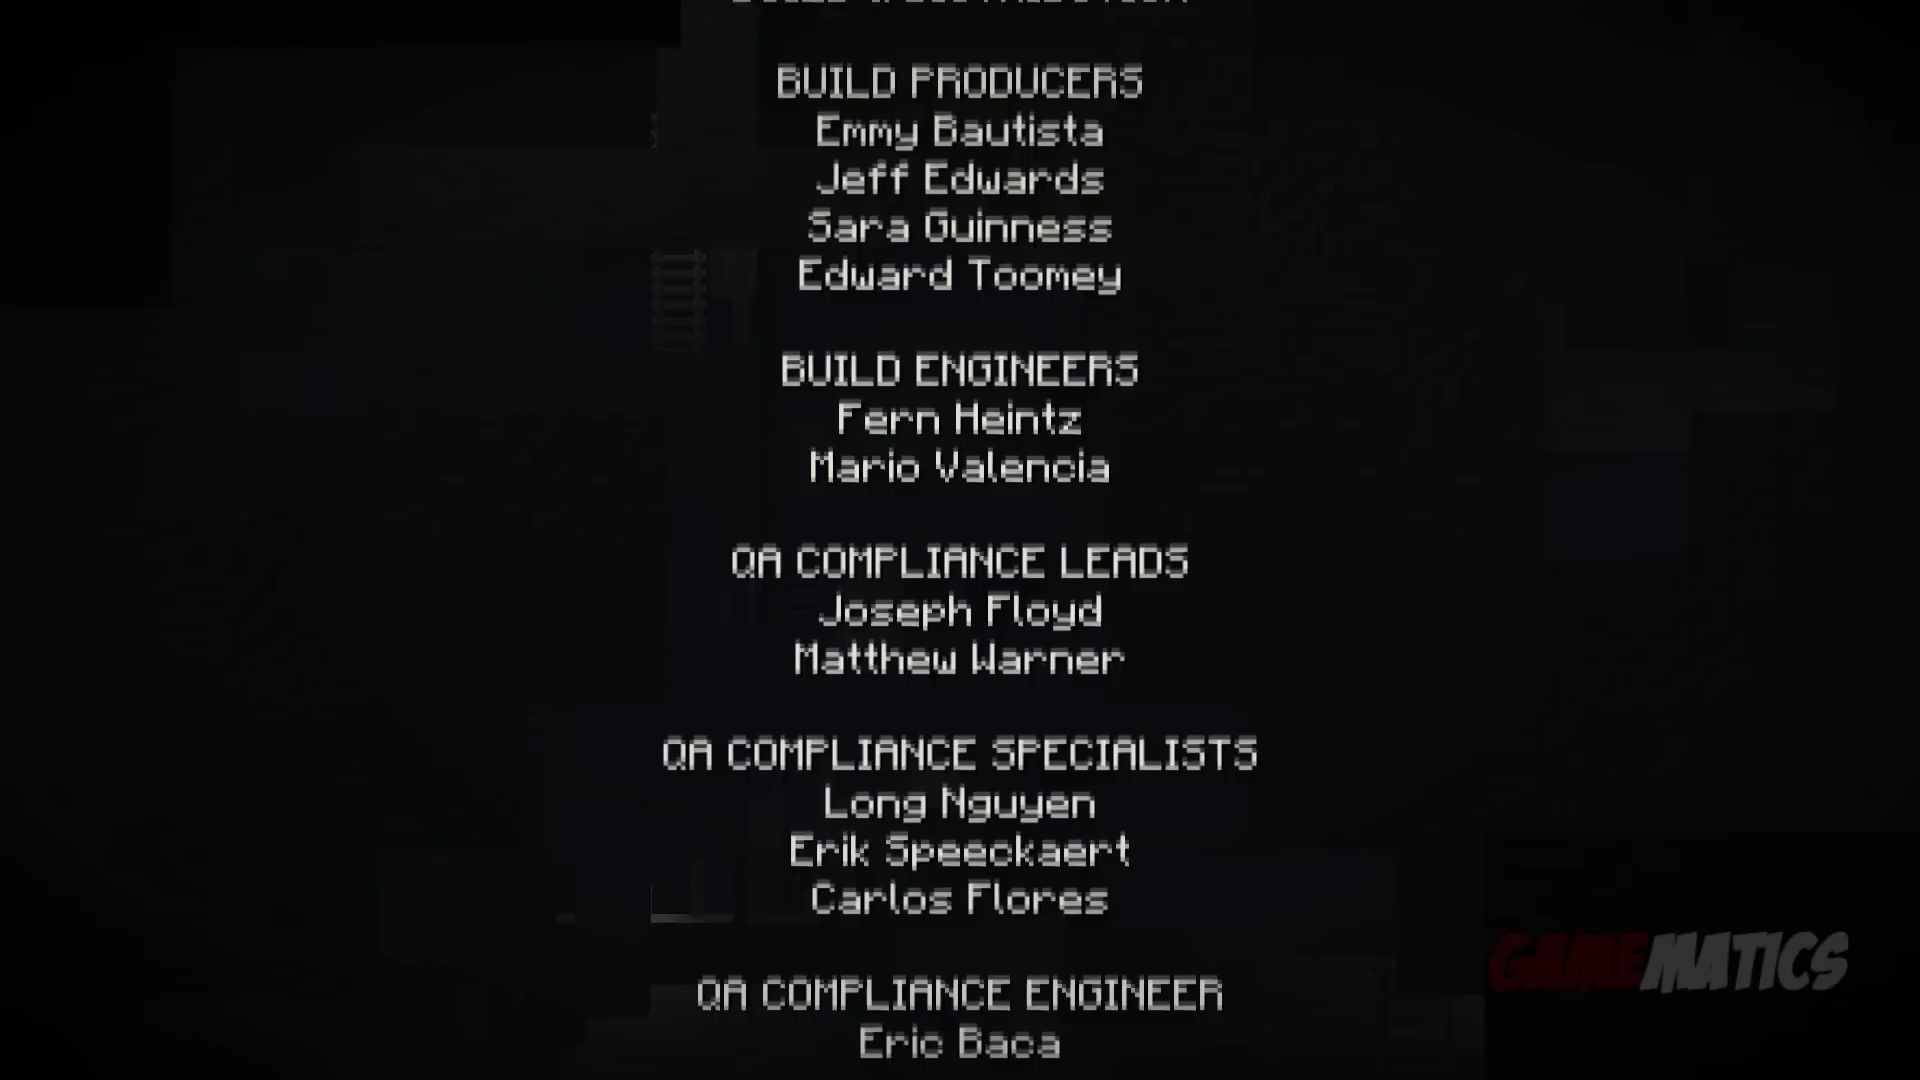 BUILD PRODUCERS
Emmy Bautista
Jeff Edwards
Sara Guinness
Edward Toomey
BUILD ENGINEERS
Fern Heintz
Mario Valencia
QA COMPLIANCE LEADS
Joseph Floyd
Matthew Warner
QA COMPLIANCE SPECIALISTS
Long Nguyen
Erik Speeckaert
Carlos Flores
GAMEMATICS
QA COMPLIANCE ENGINEER
Eric Baca